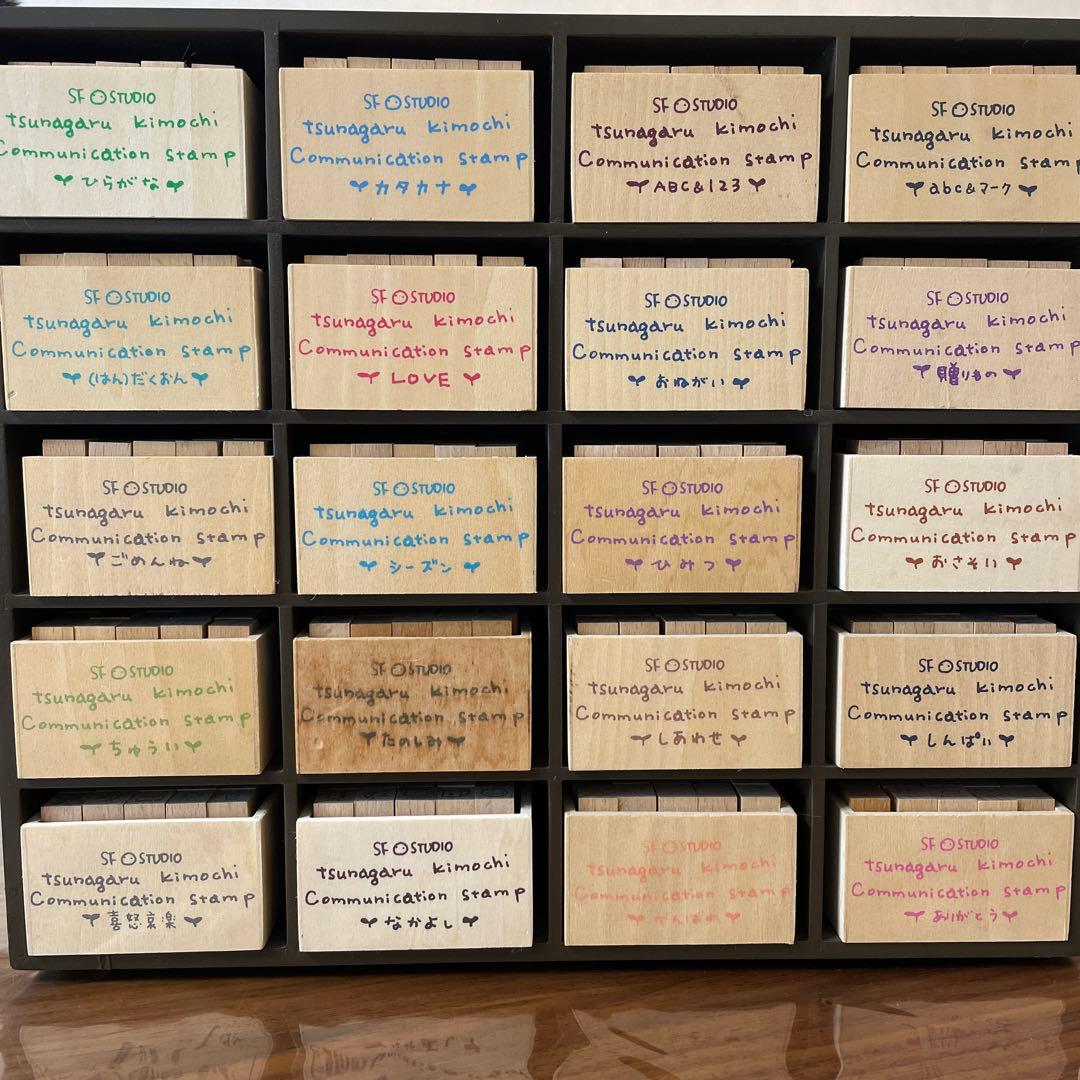 SF STUDIO
tsunagaru kimochi
Communication stamp
ひらがな
SF STUDIO
tsunagaru kimochi
Communication stamp
カタカナ
SF STUDIO
tsunagaru kimochi
Communication stamp
ABC&123
SF STUDIO
tsunagaru kimochi
Communication stamp
abc&マーク
SF STUDIO
tsunagaru kimochi
Communication stamp
(はん)だくおん
SF STUDIO
tsunagaru kimochi
Communication stamp
LOVE
SF STUDIO
tsunagaru kimochi
Communication stamp
おねがい
SF STUDIO
tsunagaru kimochi
Communication stamp
贈りもの
SF STUDIO
tsunagaru kimochi
Communication stamp
ごめんね
SF STUDIO
tsunagaru kimochi
Communication stamp
シーズン
SF STUDIO
tsunagaru kimochi
Communication stamp
ひみつ
SF STUDIO
tsunagaru kimochi
Communication stamp
おさそい
SF STUDIO
tsunagaru kimochi
Communication stamp
ちゅうい
SF STUDIO
tsunagaru kimochi
Communication stamp
たのしみ
SF STUDIO
tsunagaru kimochi
Communication stamp
しあわせ
SF STUDIO
tsunagaru kimochi
Communication stamp
しんぱい
SF STUDIO
tsunagaru kimochi
Communication stamp
喜怒哀楽
SF STUDIO
tsunagaru kimochi
Communication stamp
なかよし
SF STUDIO
tsunagaru kimochi
Communication stamp
がんばれ
SF STUDIO
tsunagaru kimochi
Communication stamp
ありがとう